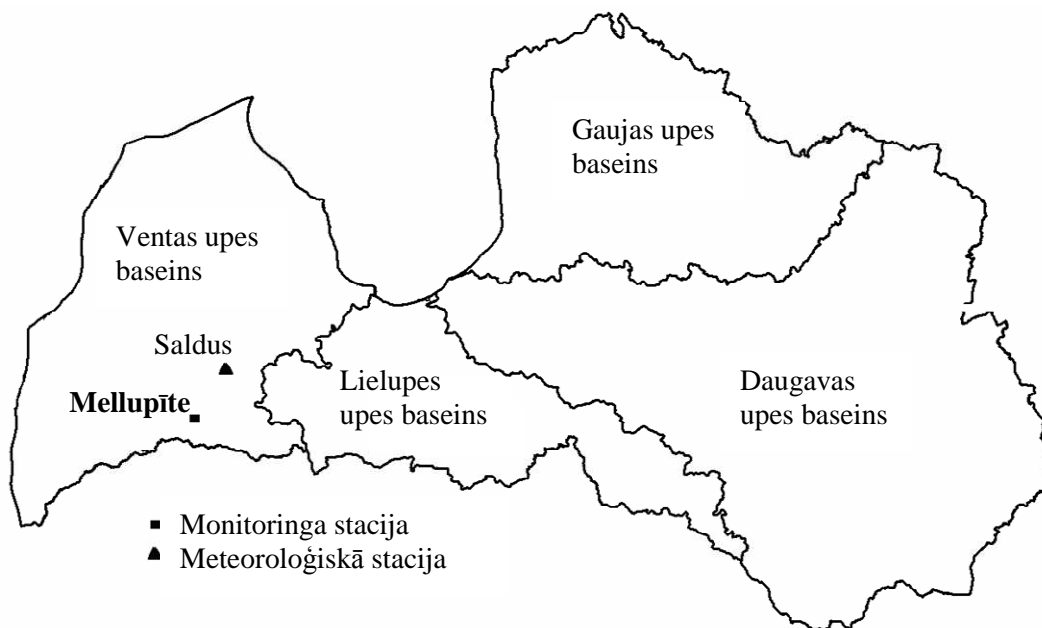 Gaujas upes
baseins
Ventas upes
baseins
Saldus
Mellupīte
Lielupes
upes baseins
Daugavas
upes baseins
Monitoringa stacija
Meteoroloģiskā stacija